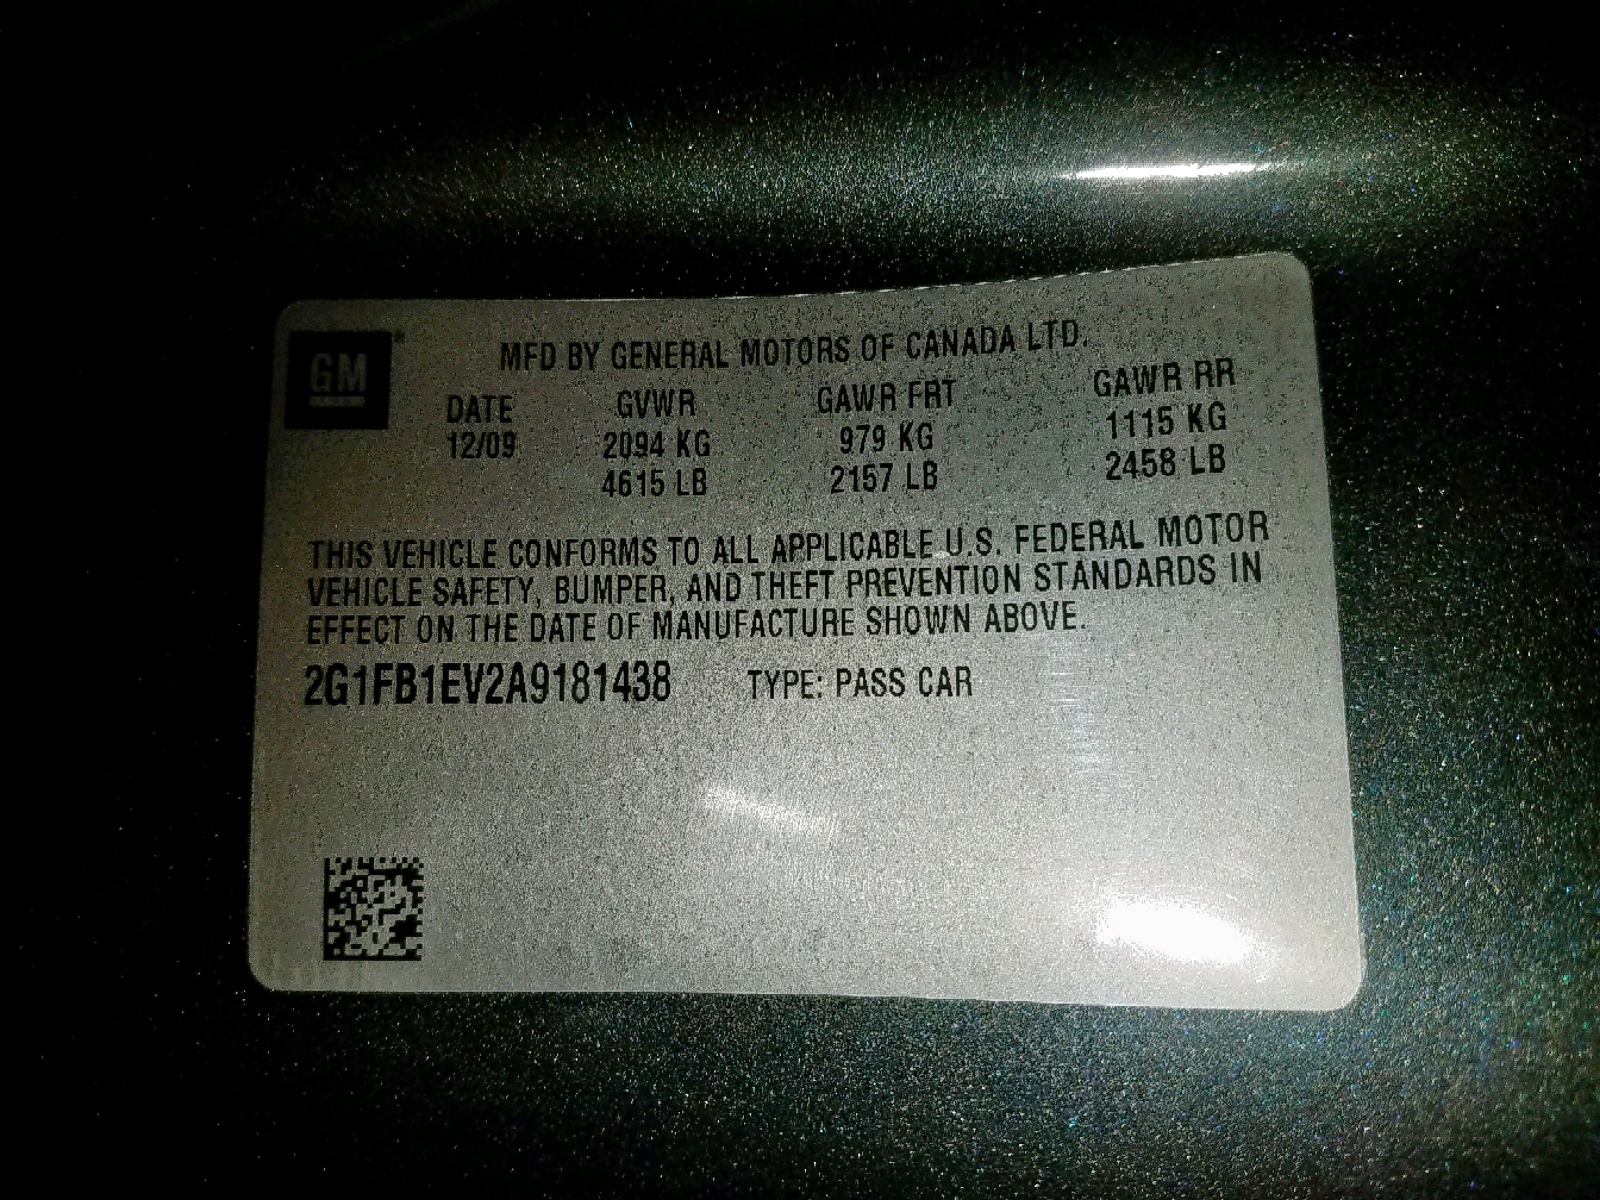 GM
MFD BY GENERAL MOTORS OF CANADA LTD.
DATE GVWR GAWR FRT GAWR RR
12/09 2094 KG 979 KG 1115 KG
4615 LB 2157 LB 2458 LB
THIS VEHICLE CONFORMS TO ALL APPLICABLE U.S. FEDERAL MOTOR
VEHICLE SAFETY, BUMPER, AND THEFT PREVENTION STANDARDS IN
EFFECT ON THE DATE OF MANUFACTURE SHOWN ABOVE.
2G1FB1EV2A9181438 TYPE: PASS CAR